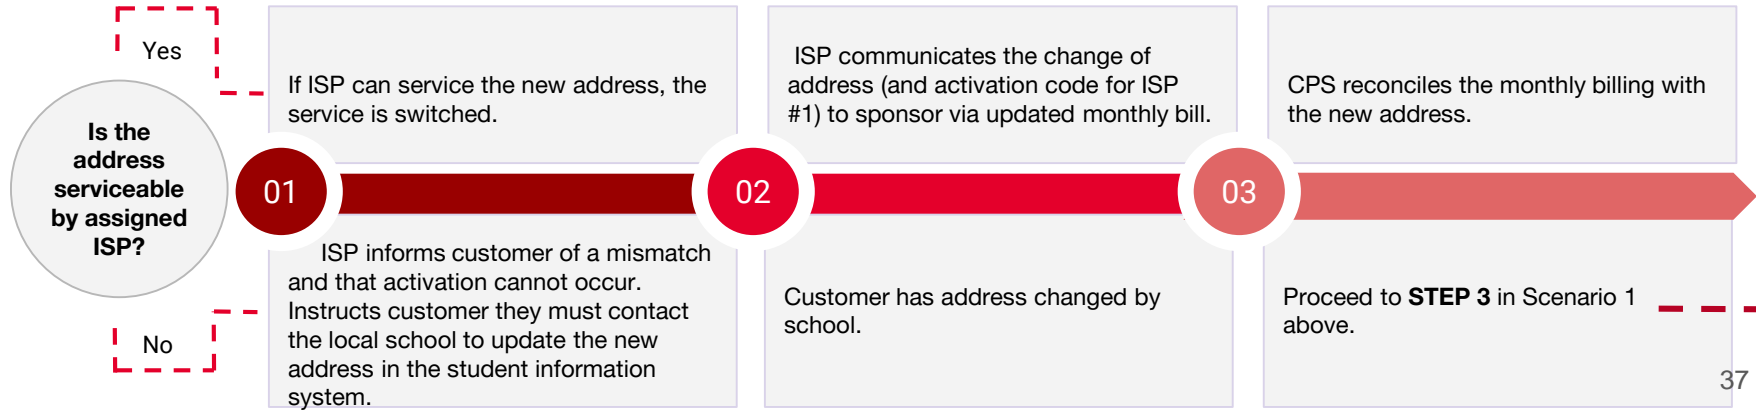 Yes
Is the
address
serviceable
by assigned
ISP?
No
01
If ISP can service the new address, the
service is switched.
ISP informs customer of a mismatch
and that activation cannot occur.
Instructs customer they must contact
the local school to update the new
address in the student information
system.
02
ISP communicates the change of
address (and activation code for ISP
#1) to sponsor via updated monthly bill.
Customer has address changed by
school.
03
CPS reconciles the monthly billing with
the new address.
Proceed to STEP 3 in Scenario 1
above.
37